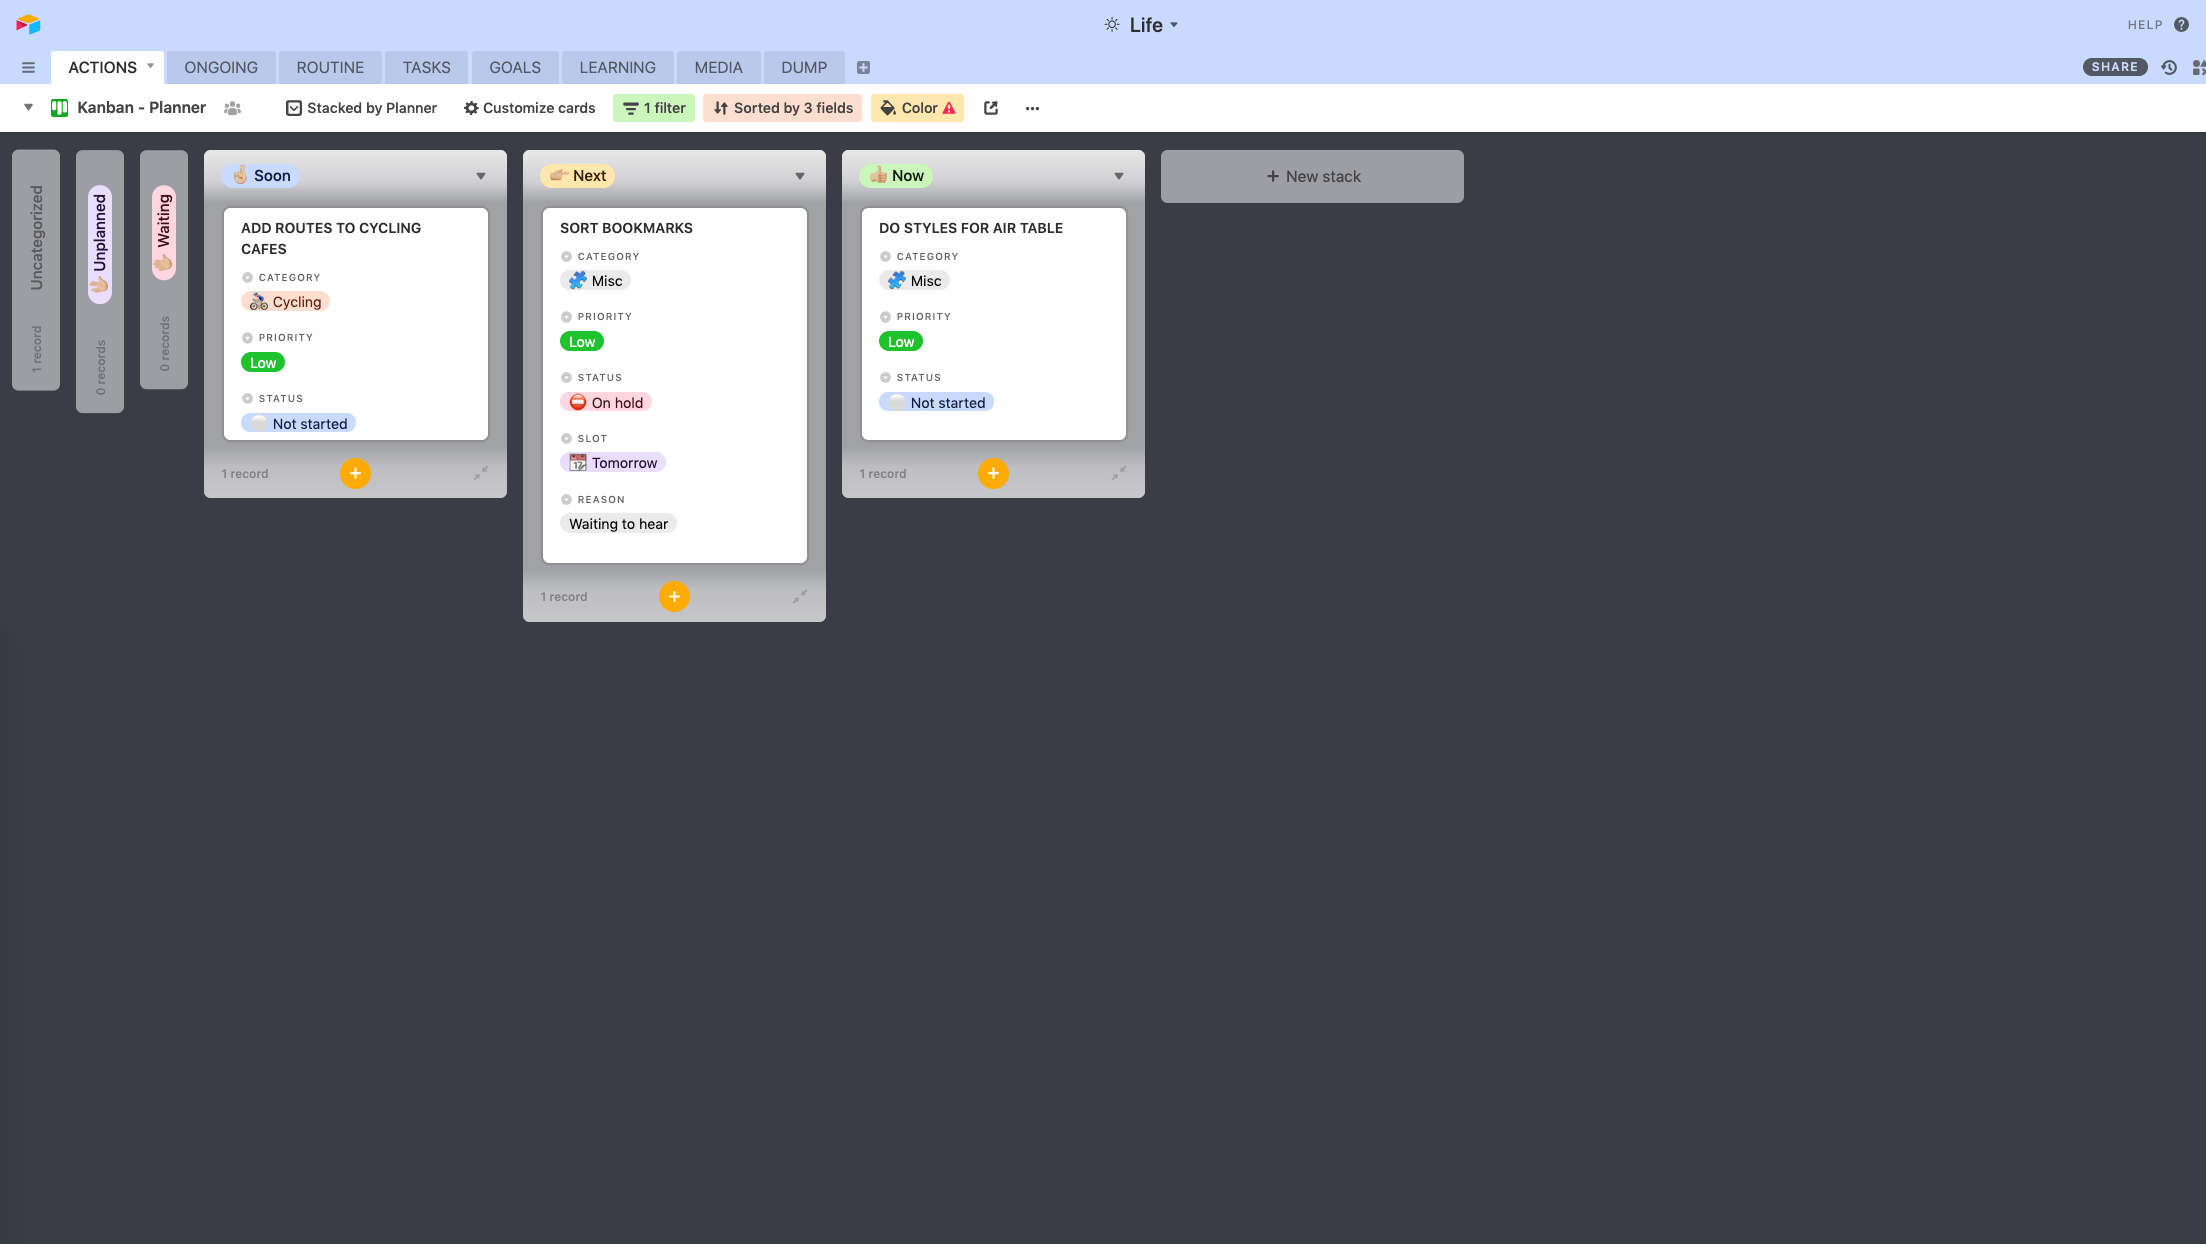 Life
HELP
ACTIONS
ONGOING
ROUTINE
TASKS
GOALS
LEARNING
MEDIA
DUMP
SHARE
Kanban - Planner
Stacked by Planner
Customize cards
1 filter
Sorted by 3 fields
Color
Uncategorized
1 record
Unplanned
0 records
Waiting
0 records
Soon
ADD ROUTES TO CYCLING
CAFES
CATEGORY
Cycling
PRIORITY
Low
STATUS
Not started
1 record
Next
SORT BOOKMARKS
CATEGORY
Misc
PRIORITY
Low
STATUS
On hold
SLOT
Tomorrow
REASON
Waiting to hear
1 record
Now
DO STYLES FOR AIR TABLE
CATEGORY
Misc
PRIORITY
Low
STATUS
Not started
1 record
+ New stack